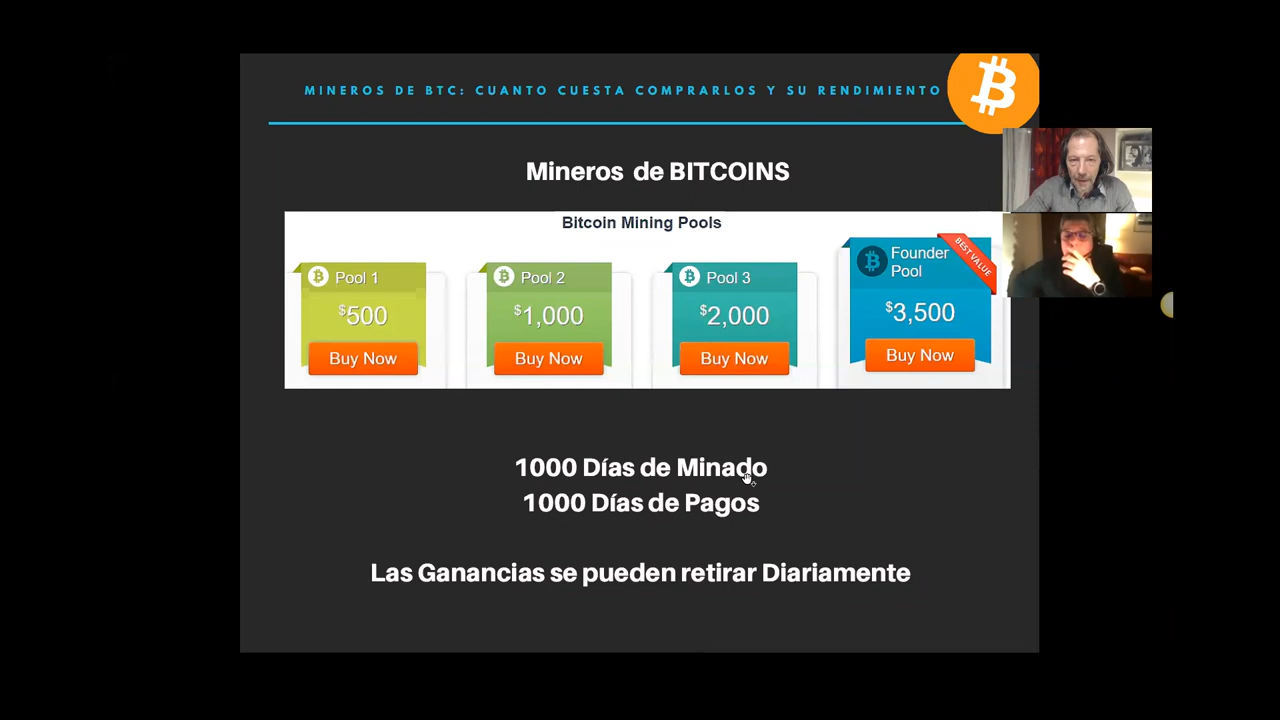 MINEROS DE BTC: CUANTO CUESTA COMPRARLOS Y SU RENDIMIENTO
Mineros de BITCOINS
Bitcoin Mining Pools
Pool 1
$500
Buy Now
Pool 2
$1,000
Buy Now
Pool 3
$2,000
Buy Now
Founder
Pool
BEST VALUE
$3,500
Buy Now
1000 Días de Minado
1000 Días de Pagos
Las Ganancias se pueden retirar Diariamente